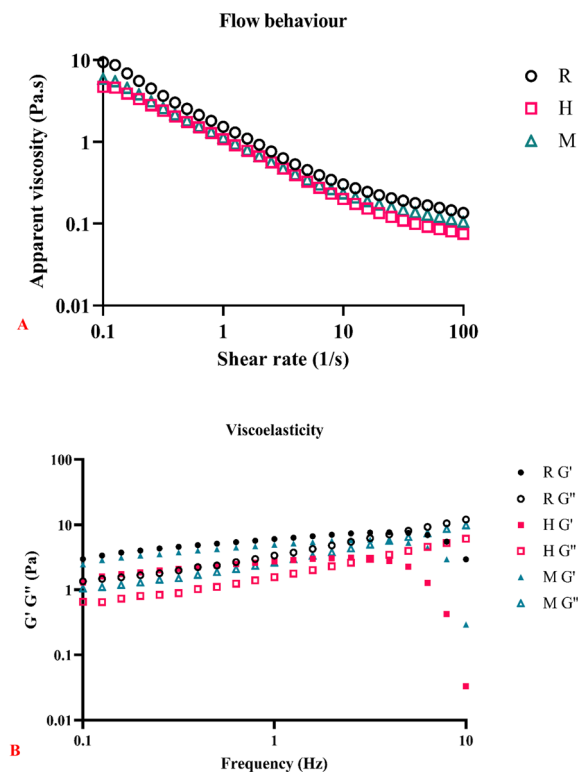 Flow behaviour
Apparent viscosity (Pa.s)
10
1
0.1
0.01
0.1
1
10
100
Shear rate (1/s)
R
H
M
A
Viscoelasticity
G' G'' (Pa)
100
10
1
0.1
0.01
0.1
1
10
Frequency (Hz)
R G'
R G''
H G'
H G''
M G'
M G''
B